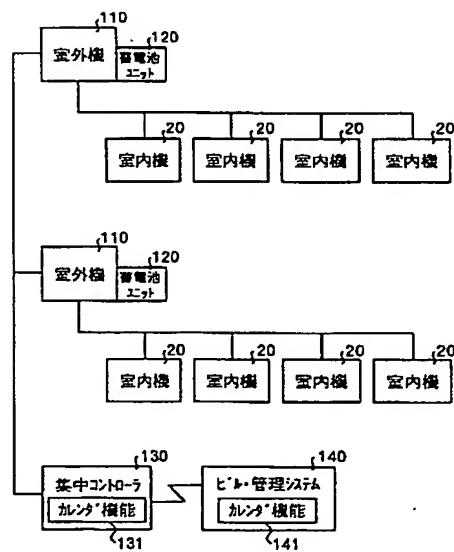 110
120
室外機
蓄電池
ユニット
20 20 20 20
室内機 室内機 室内機 室内機
110
120
室外機
蓄電池
ユニット
20 20 20 20
室内機 室内機 室内機 室内機
130 140
集中コントローラ ビル・管理システム
カレンダ機能 カレンダ機能
131 141